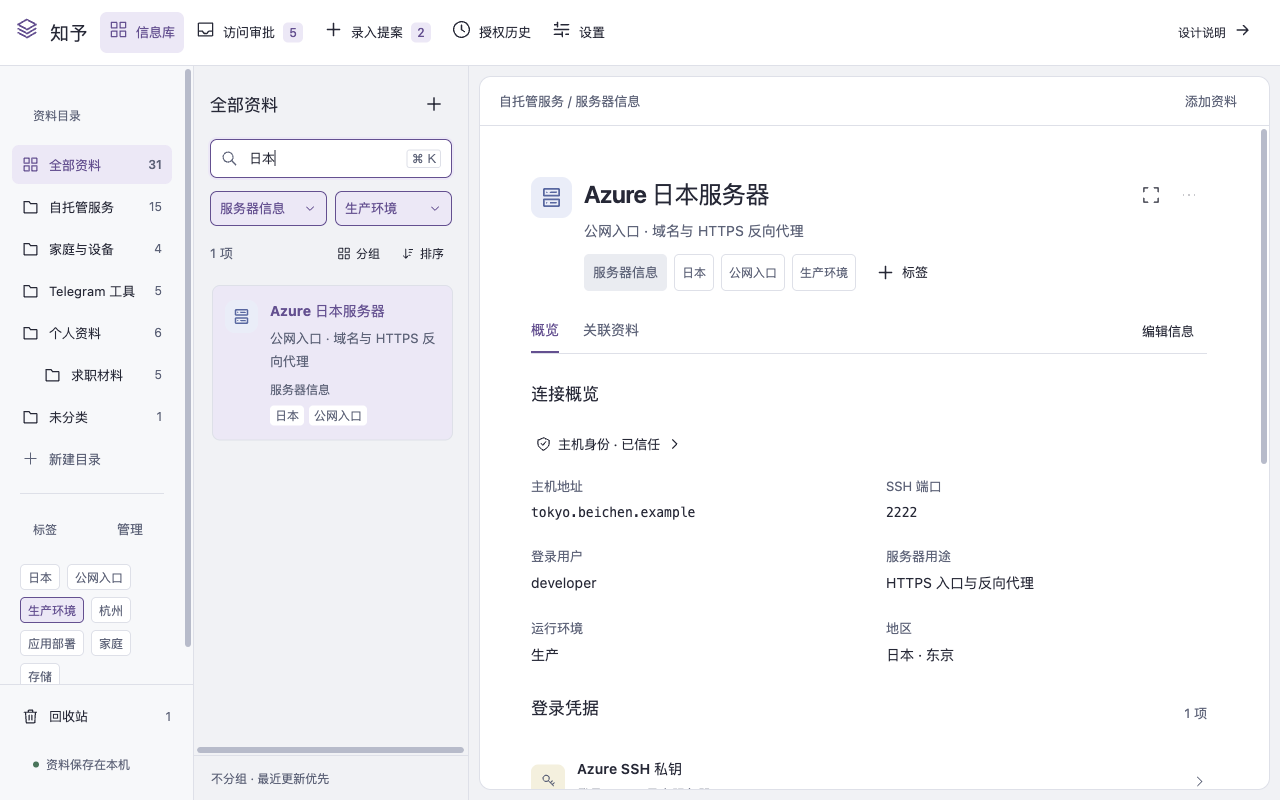 知予
信息库
访问审批 5
录入提案 2
授权历史
设置
设计说明
资料目录
全部资料 31
自托管服务 15
家庭与设备 4
Telegram 工具 5
个人资料 6
求职材料 5
未分类 1
新建目录
标签 管理
日本 公网入口
生产环境 杭州
应用部署 家庭
存储
回收站 1
资料保存在本机
全部资料
日本 ⌘ K
服务器信息 生产环境
1 项 分组 排序
Azure 日本服务器
公网入口 · 域名与 HTTPS 反
向代理
服务器信息
日本 公网入口
不分组 · 最近更新优先
自托管服务 / 服务器信息 添加资料
Azure 日本服务器
公网入口 · 域名与 HTTPS 反向代理
服务器信息 日本 公网入口 生产环境 标签
概览 关联资料 编辑信息
连接概览
主机身份 · 已信任
主机地址 SSH 端口
tokyo.beichen.example 2222
登录用户 服务器用途
developer HTTPS 入口与反向代理
运行环境 地区
生产 日本 · 东京
登录凭据 1 项
Azure SSH 私钥